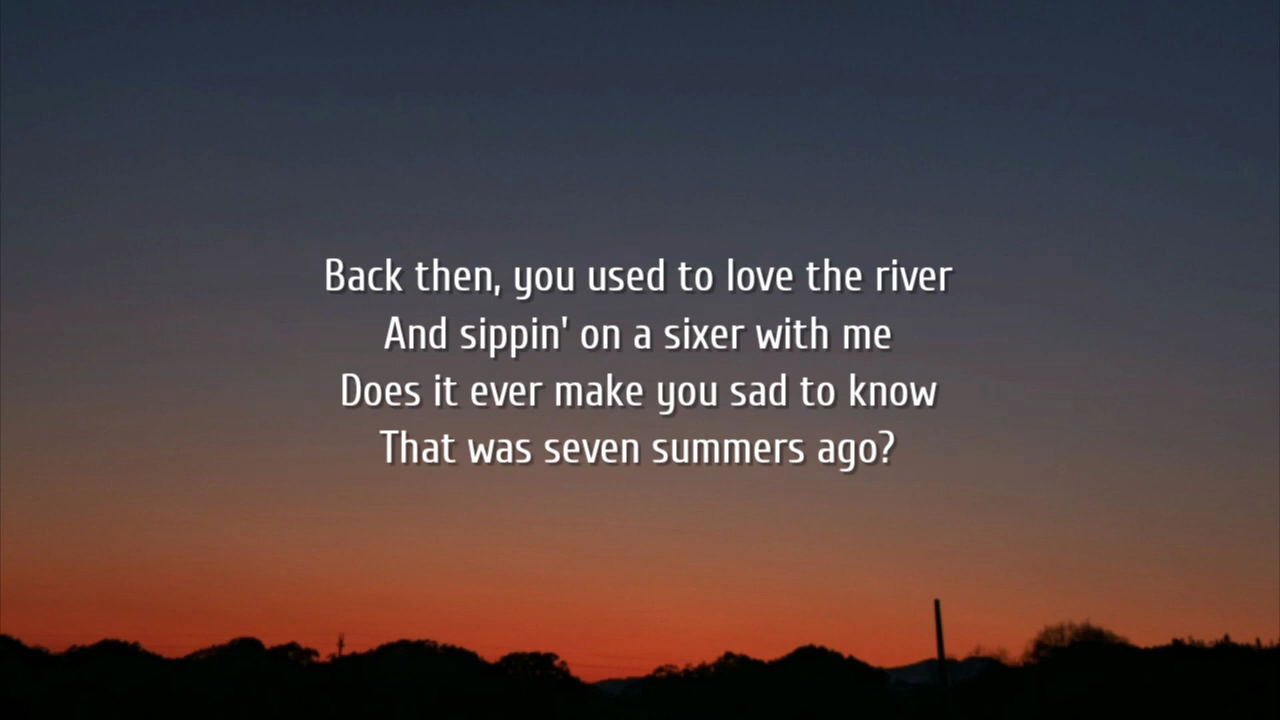 Back then, you used to love the river
And sippin' on a sixer with me
Does it ever make you sad to know
That was seven summers ago?